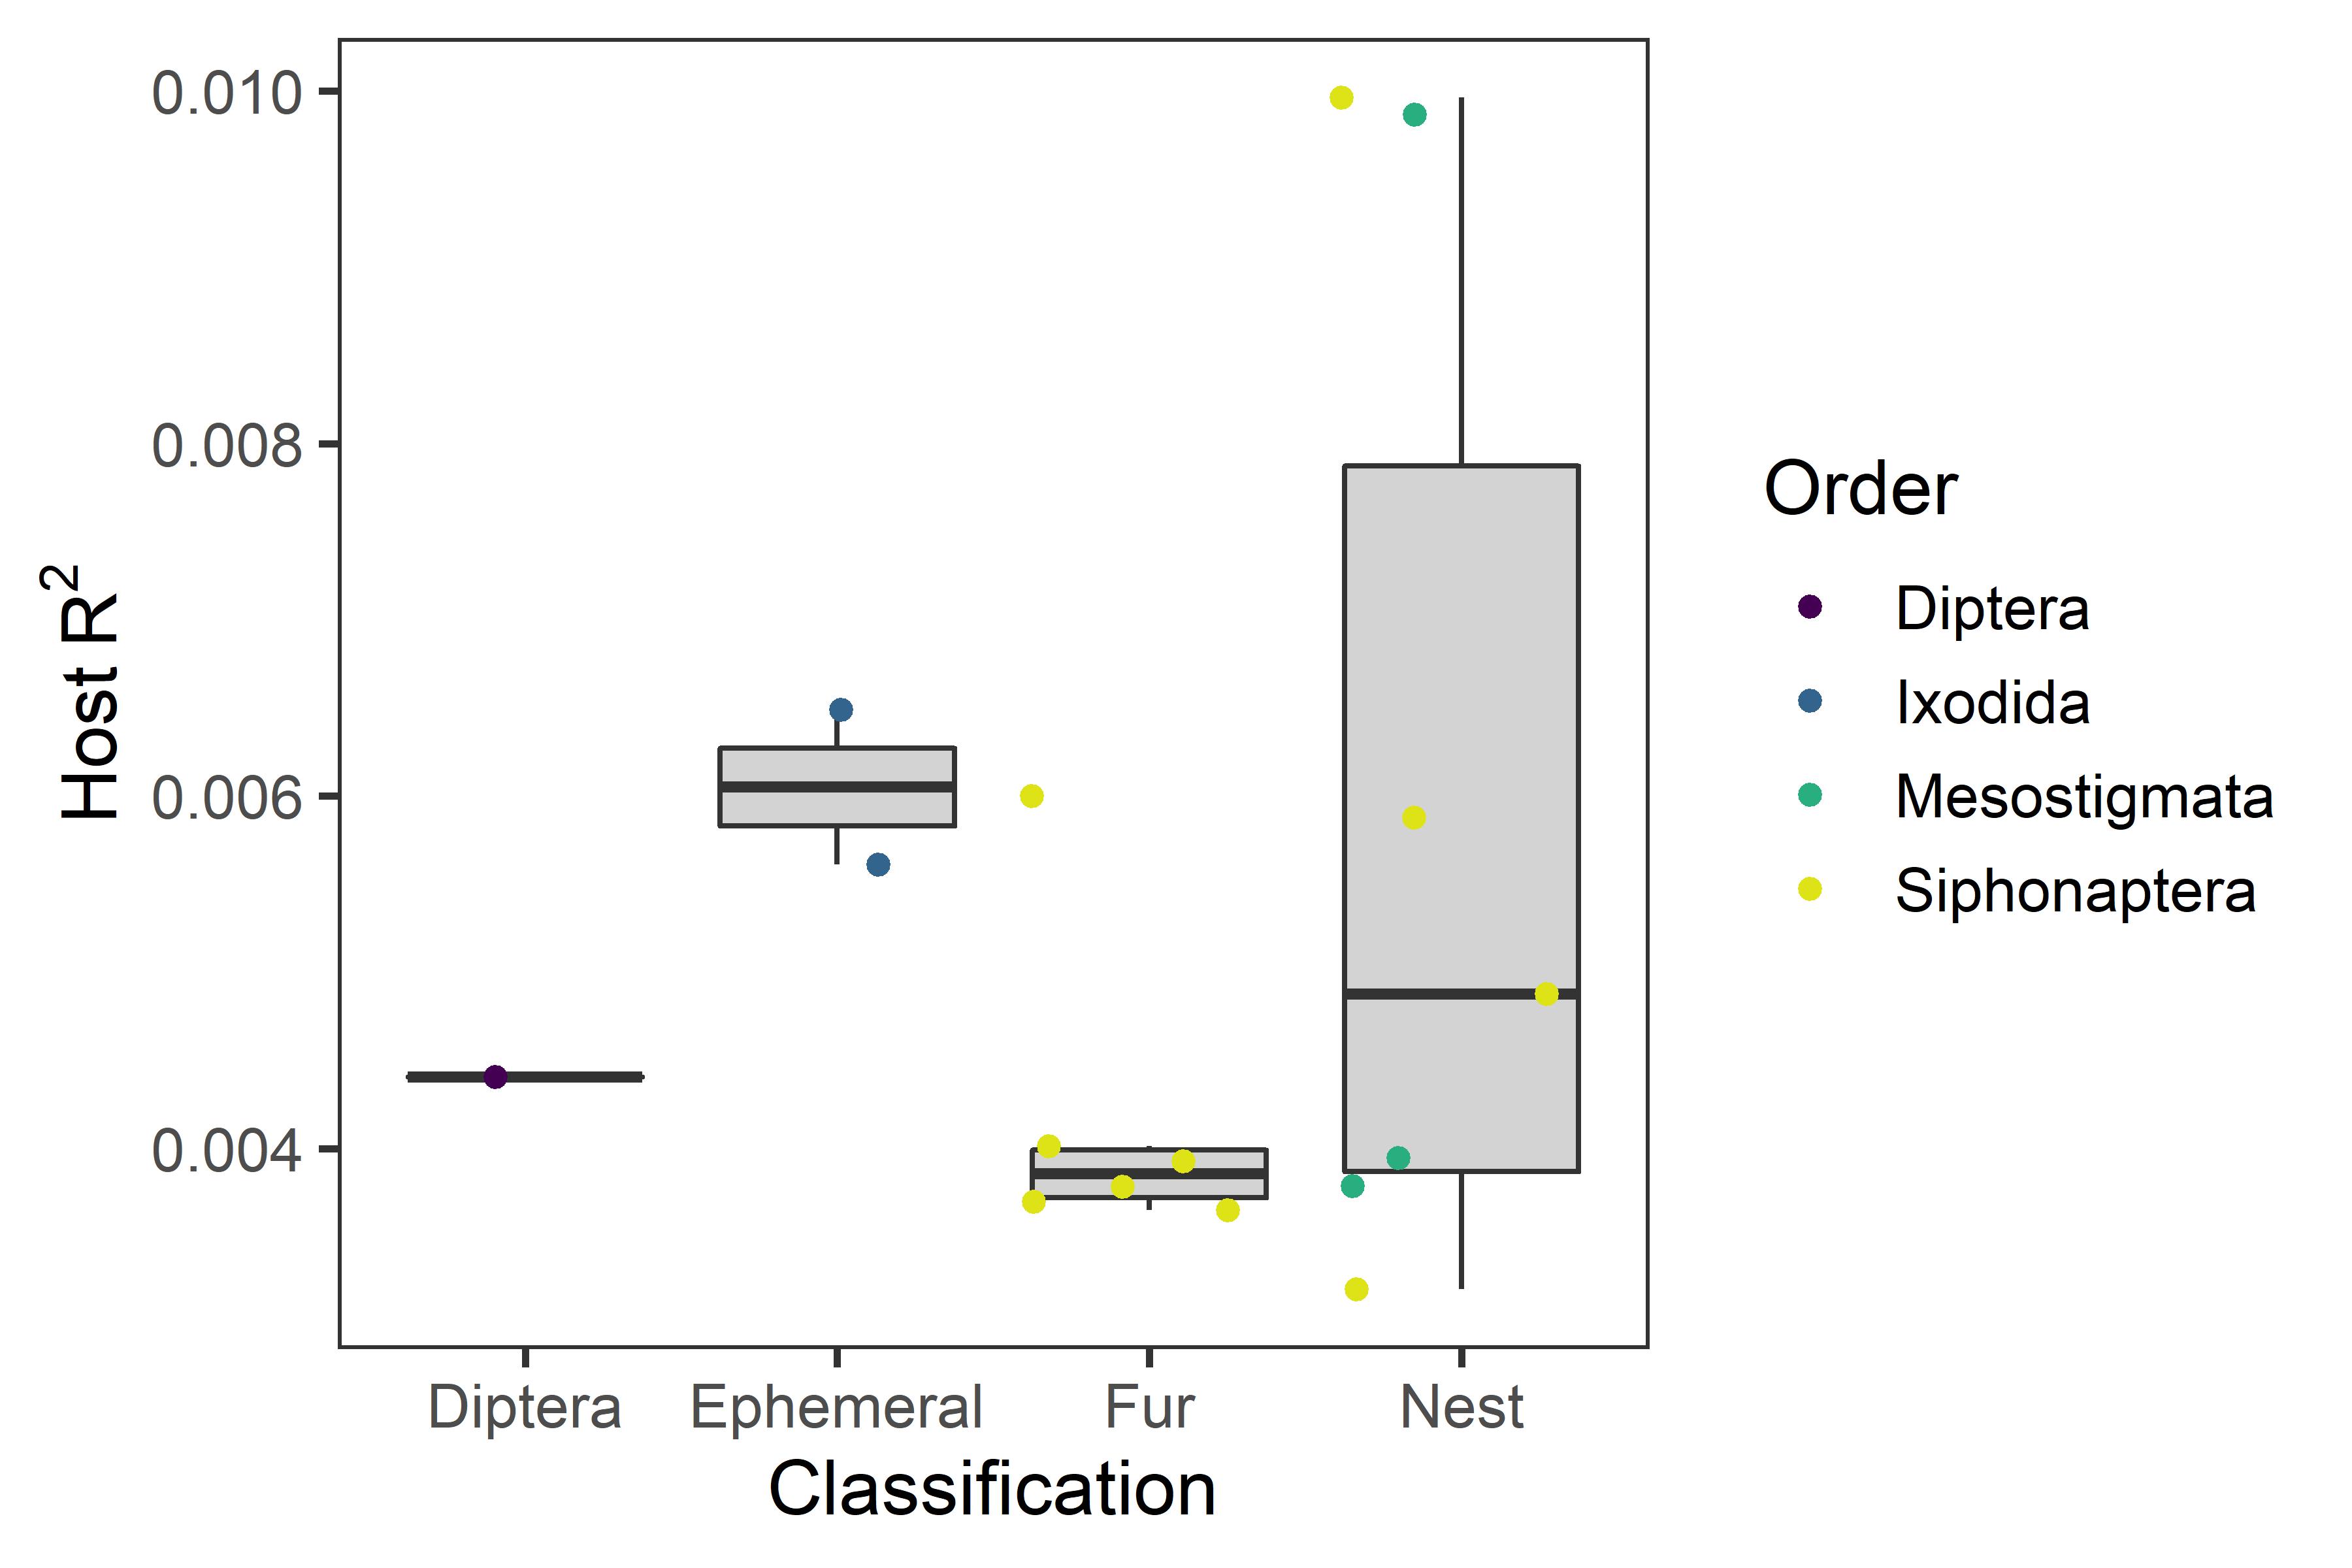 0.010
0.008
0.006
0.004
Host R²
Diptera Ephemeral Fur Nest
Classification
Order
Diptera
Ixodida
Mesostigmata
Siphonaptera